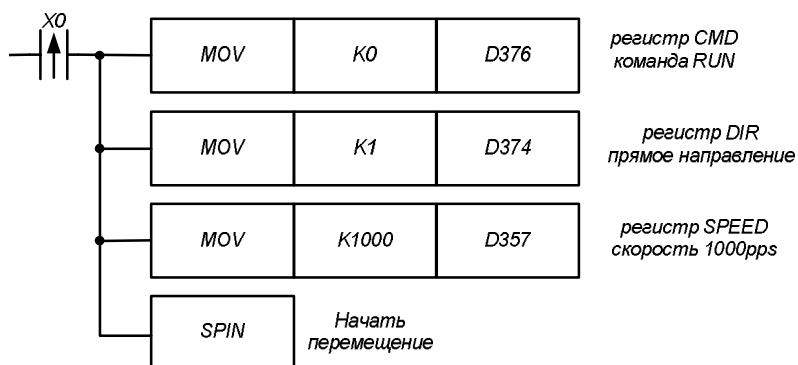 X0
MOV K0 D376
регистр CMD
команда RUN
MOV K1 D374
регистр DIR
прямое направление
MOV K1000 D357
регистр SPEED
скорость 1000pps
SPIN
Начать
перемещение